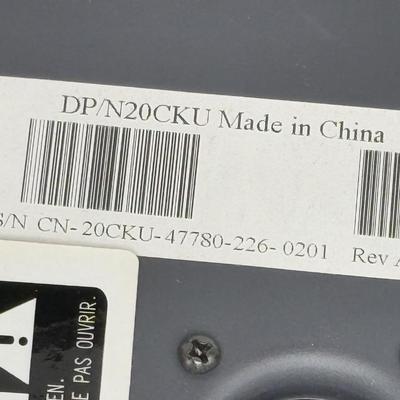 DP/N20CKU Made in China
S/N CN-20CKU-47780-226-0201 Rev A
EN.
E PAS OUVRIR.